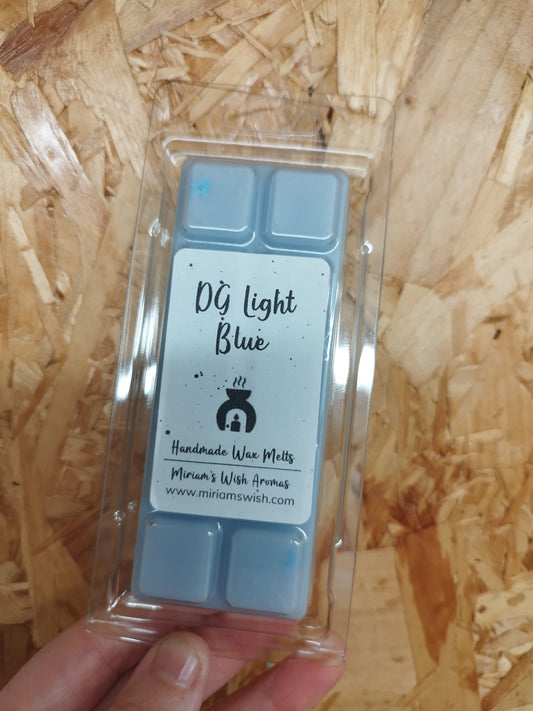 DG Light
Blue
Handmade Wax Melts
Miriam's Wish Aromas
www.miriamswish.com